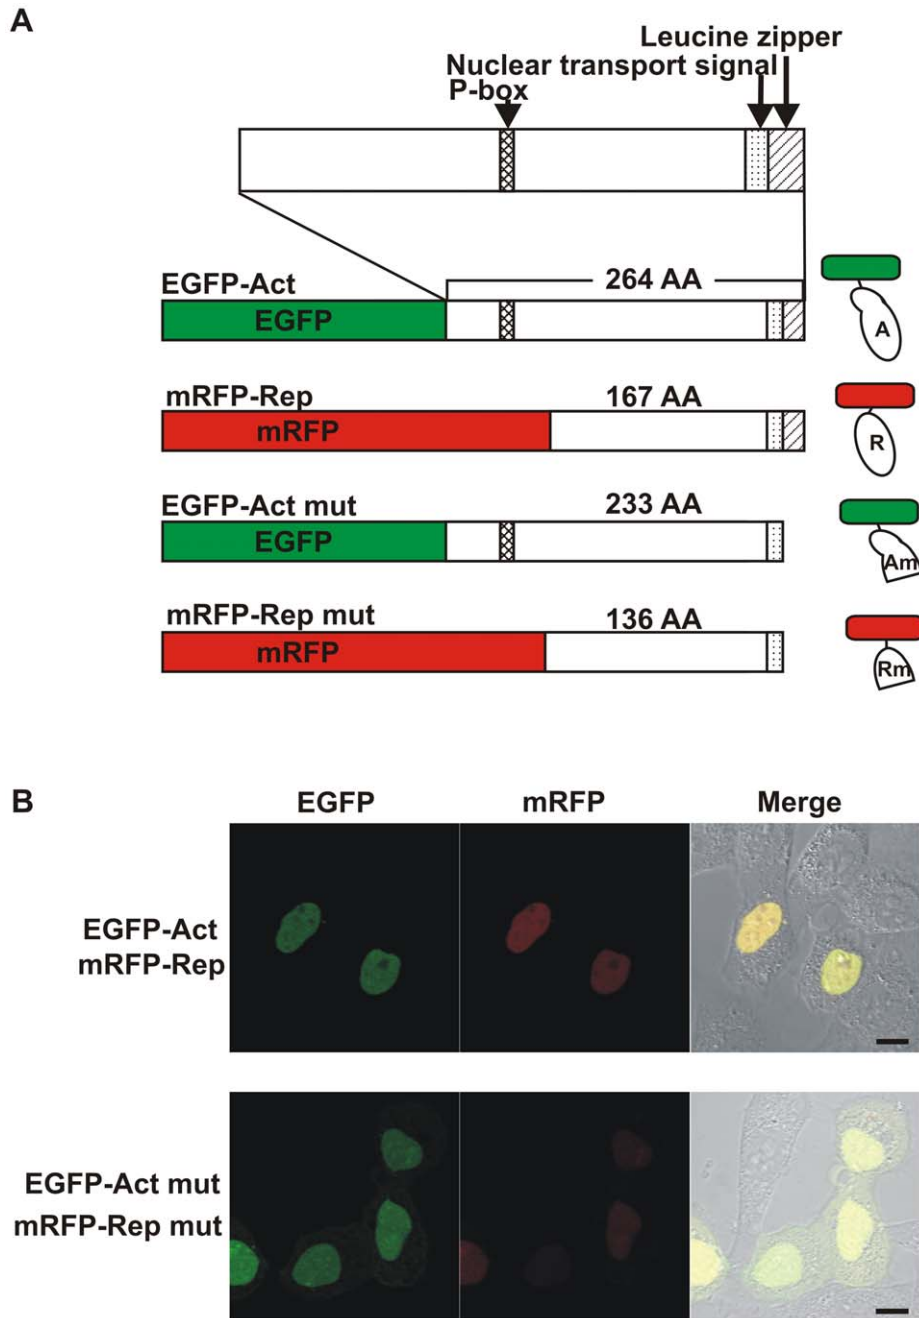 A
Leucine zipper
Nuclear transport signal
P-box
EGFP-Act
264 AA
EGFP
A
mRFP-Rep
167 AA
mRFP
R
EGFP-Act mut
233 AA
EGFP
Am
mRFP-Rep mut
136 AA
mRFP
Rm
B
EGFP
mRFP
Merge
EGFP-Act
mRFP-Rep
EGFP-Act mut
mRFP-Rep mut